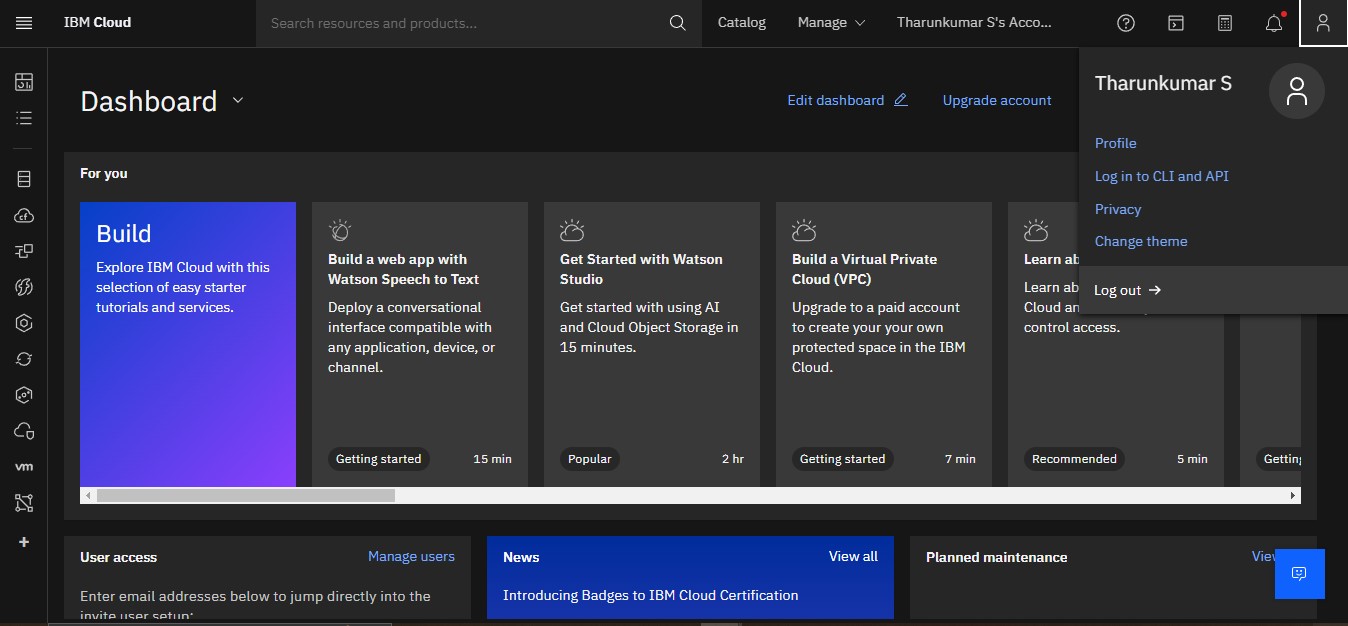 IBM Cloud
Search resources and products...
Catalog
Manage
Tharunkumar S's Acco...
Tharunkumar S
Profile
Log in to CLI and API
Privacy
Change theme
Log out
Dashboard
Edit dashboard
Upgrade account
For you
Build
Explore IBM Cloud with this
selection of easy starter
tutorials and services.
Build a web app with
Watson Speech to Text
Deploy a conversational
interface compatible with
any application, device, or
channel.
Getting started
15 min
Get Started with Watson
Studio
Get started with using AI
and Cloud Object Storage in
15 minutes.
Popular
2 hr
Build a Virtual Private
Cloud (VPC)
Upgrade to a paid account
to create your your own
protected space in the IBM
Cloud.
Getting started
7 min
Learn ab
Learn ab
Cloud an
control access.
Recommended
5 min
Getting
vm
User access
Manage users
Enter email addresses below to jump directly into the
invite user setup:
News
View all
Introducing Badges to IBM Cloud Certification
Planned maintenance
View